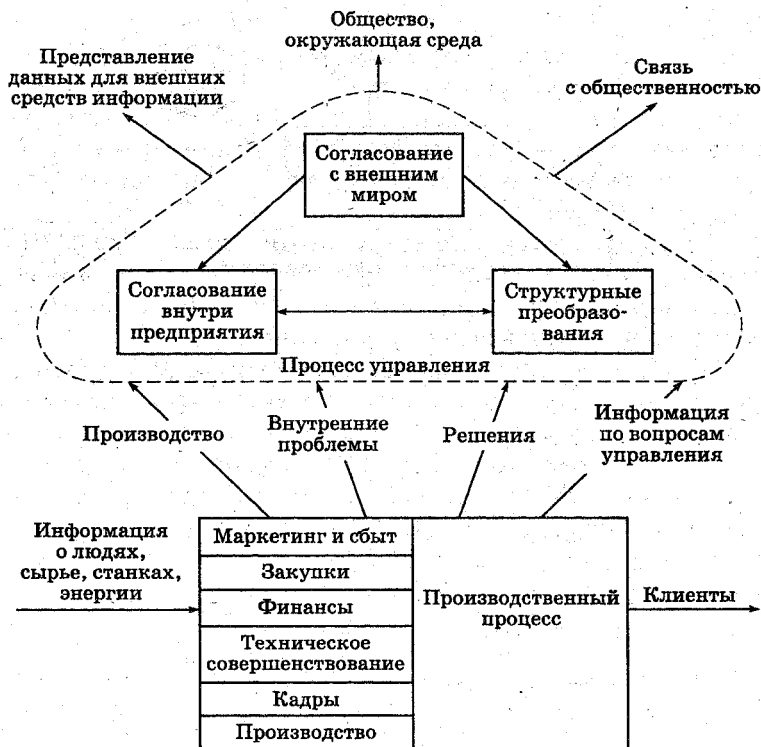 Общество,
окружающая среда
Представление
данных для внешних
средств информации
Связь
с общественностью
Согласование
с внешним
миром
Согласование
внутри
предприятия
Структурные
преобразо-
вания
Процесс управления
Производство
Внутренние
проблемы
Решения
Информация
по вопросам
управления
Информация
о людях,
сырье, станках,
энергии
Маркетинг и сбыт
Закупки
Финансы
Техническое
совершенствование
Кадры
Производство
Производственный
процесс
Клиенты